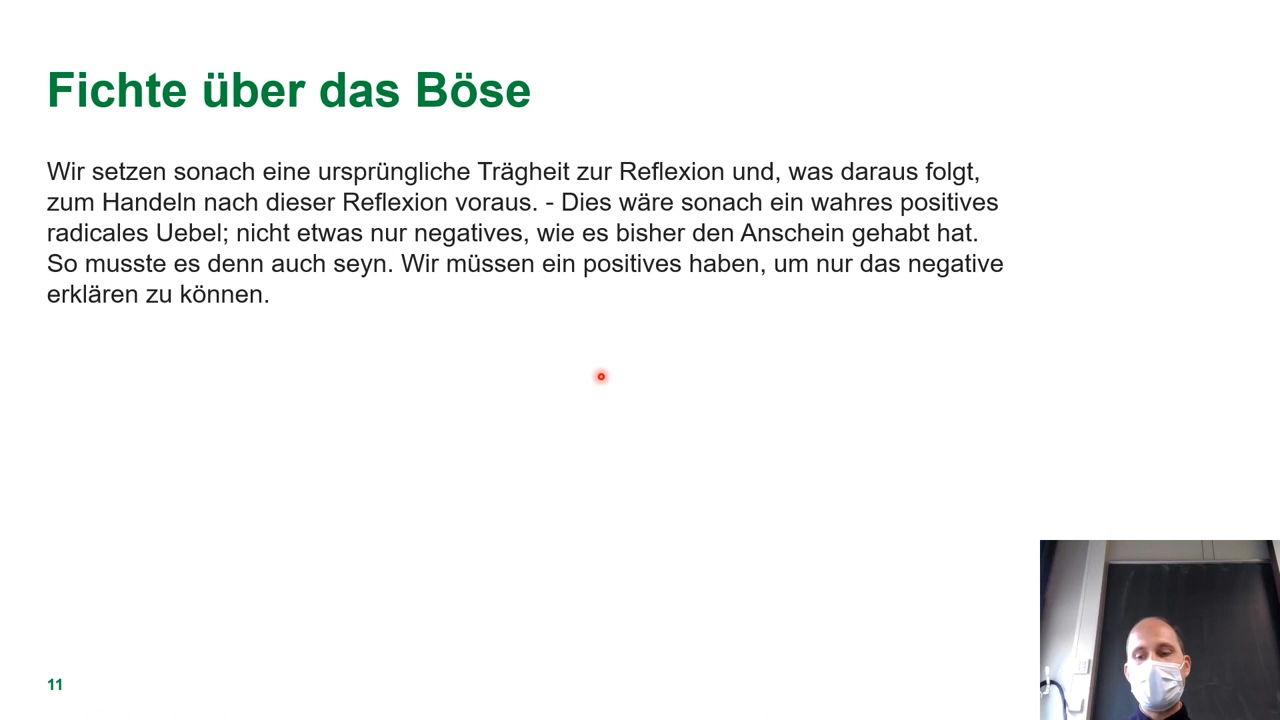 Fichte über das Böse
Wir setzen sonach eine ursprüngliche Trägheit zur Reflexion und, was daraus folgt,
zum Handeln nach dieser Reflexion voraus. - Dies wäre sonach ein wahres positives
radicales Uebel; nicht etwas nur negatives, wie es bisher den Anschein gehabt hat.
So musste es denn auch seyn. Wir müssen ein positives haben, um nur das negative
erklären zu können.
11